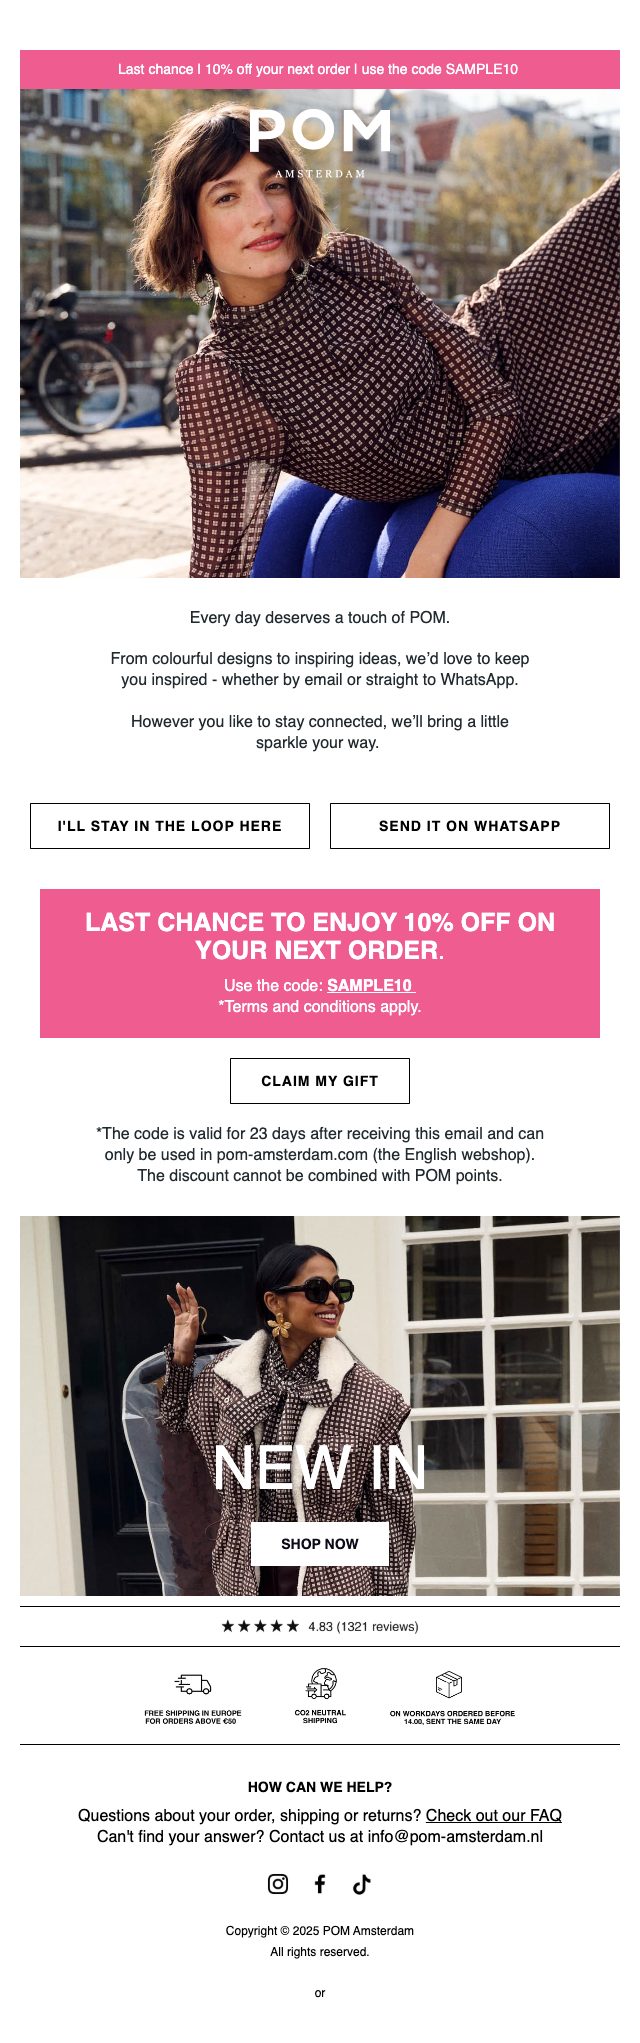 Last chance | 10% off your next order | use the code SAMPLE10
POM
AMSTERDAM
Every day deserves a touch of POM.
From colourful designs to inspiring ideas, we’d love to keep
you inspired - whether by email or straight to WhatsApp.
However you like to stay connected, we’ll bring a little
sparkle your way.
I'LL STAY IN THE LOOP HERE
SEND IT ON WHATSAPP
LAST CHANCE TO ENJOY 10% OFF ON
YOUR NEXT ORDER.
Use the code: SAMPLE10
*Terms and conditions apply.
CLAIM MY GIFT
*The code is valid for 23 days after receiving this email and can
only be used in pom-amsterdam.com (the English webshop).
The discount cannot be combined with POM points.
NEW IN
SHOP NOW
★★★★★ 4.83 (1321 reviews)
FREE SHIPPING IN EUROPE
FOR ORDERS ABOVE €50
CO2 NEUTRAL
SHIPPING
ON WORKDAYS ORDERED BEFORE
14.00, SENT THE SAME DAY
HOW CAN WE HELP?
Questions about your order, shipping or returns? Check out our FAQ
Can't find your answer? Contact us at info@pom-amsterdam.nl
Copyright © 2025 POM Amsterdam
All rights reserved.
or